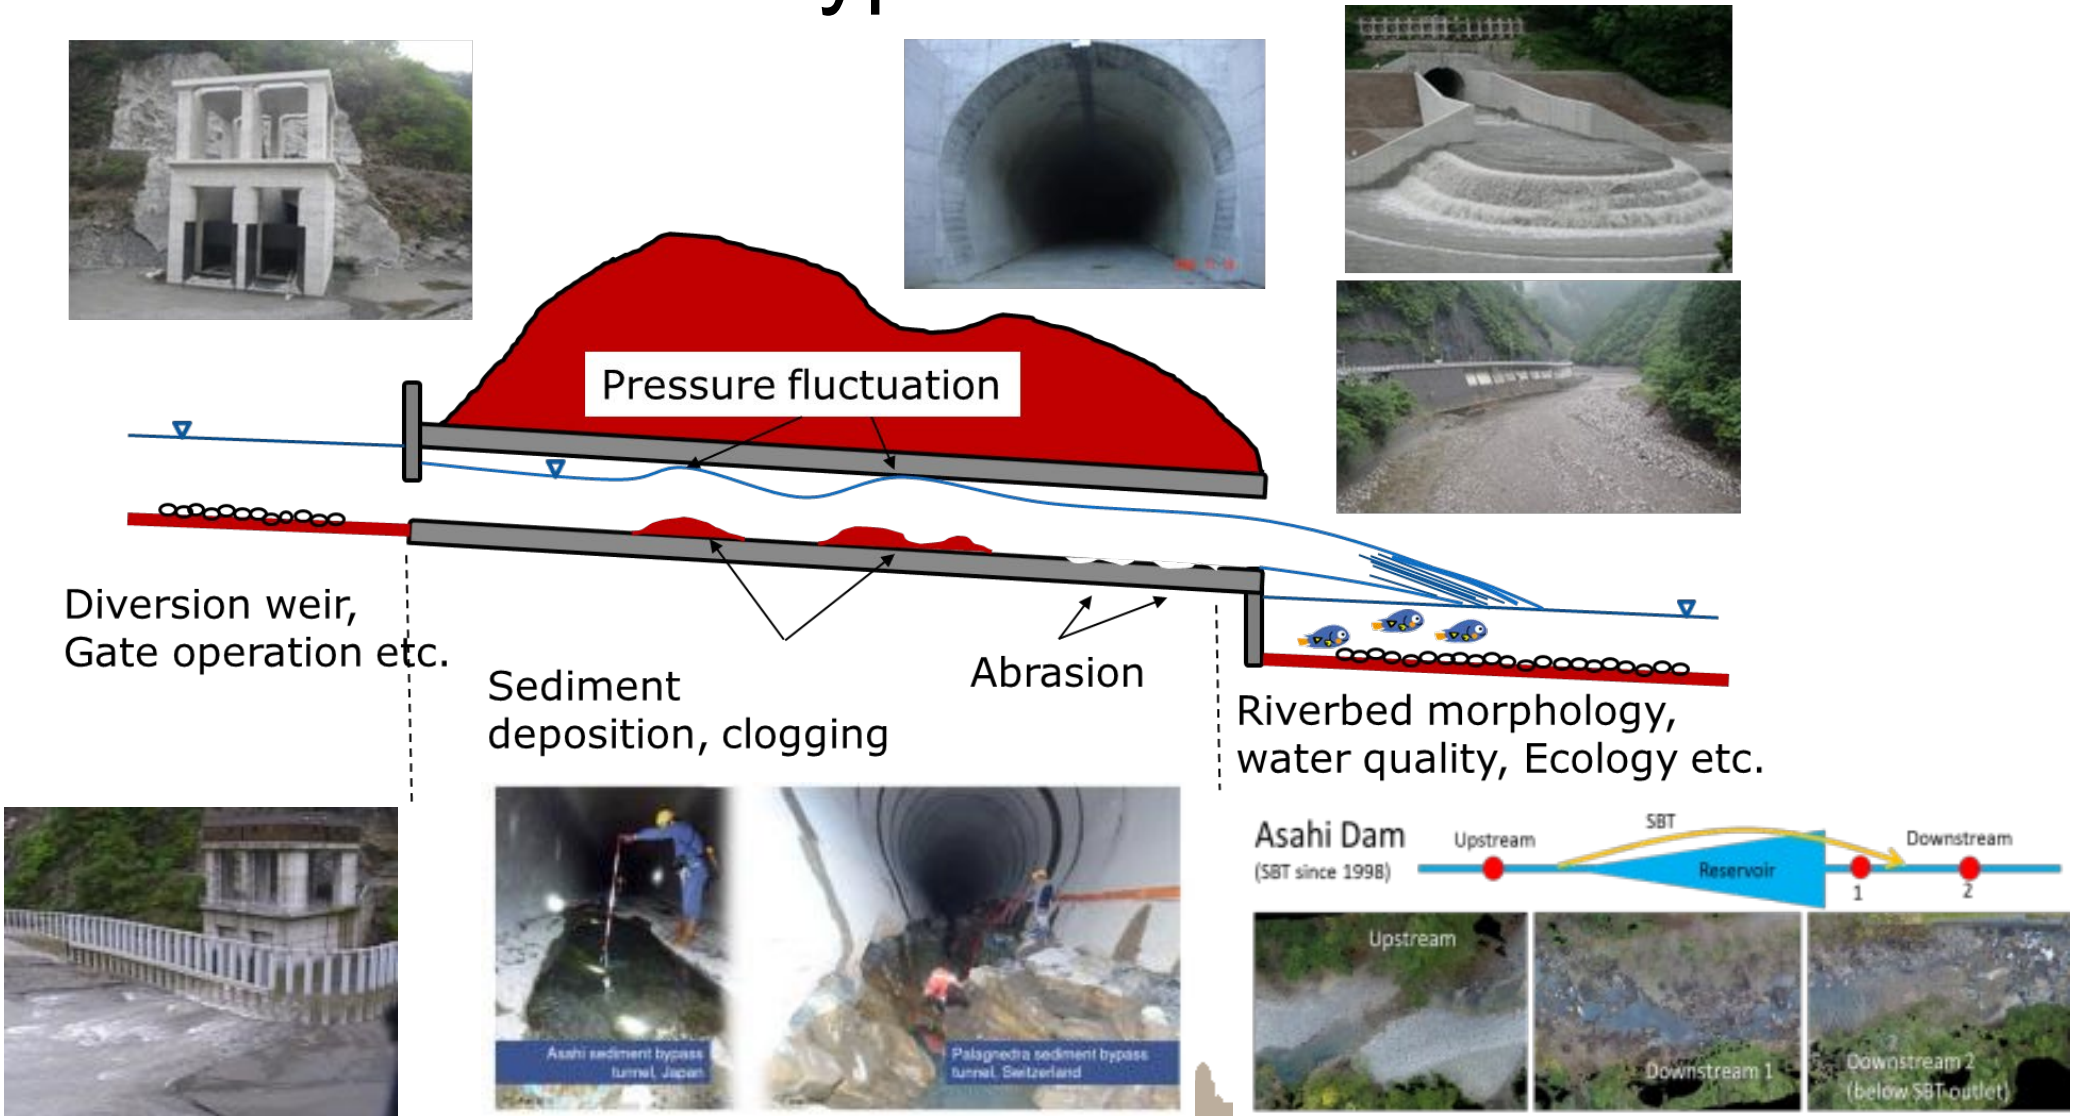 Pressure fluctuation
Diversion weir,
Gate operation etc.
Sediment
deposition, clogging
Abrasion
Riverbed morphology,
water quality, Ecology etc.
Asahi sediment bypass
tunnel, Japan
Palagnedra sediment bypass
tunnel, Switzerland
Asahi Dam
(SBT since 1998)
Upstream
SBT
Reservoir
Downstream
1
2
Upstream
Downstream 1
Downstream 2
(below SBT outlet)